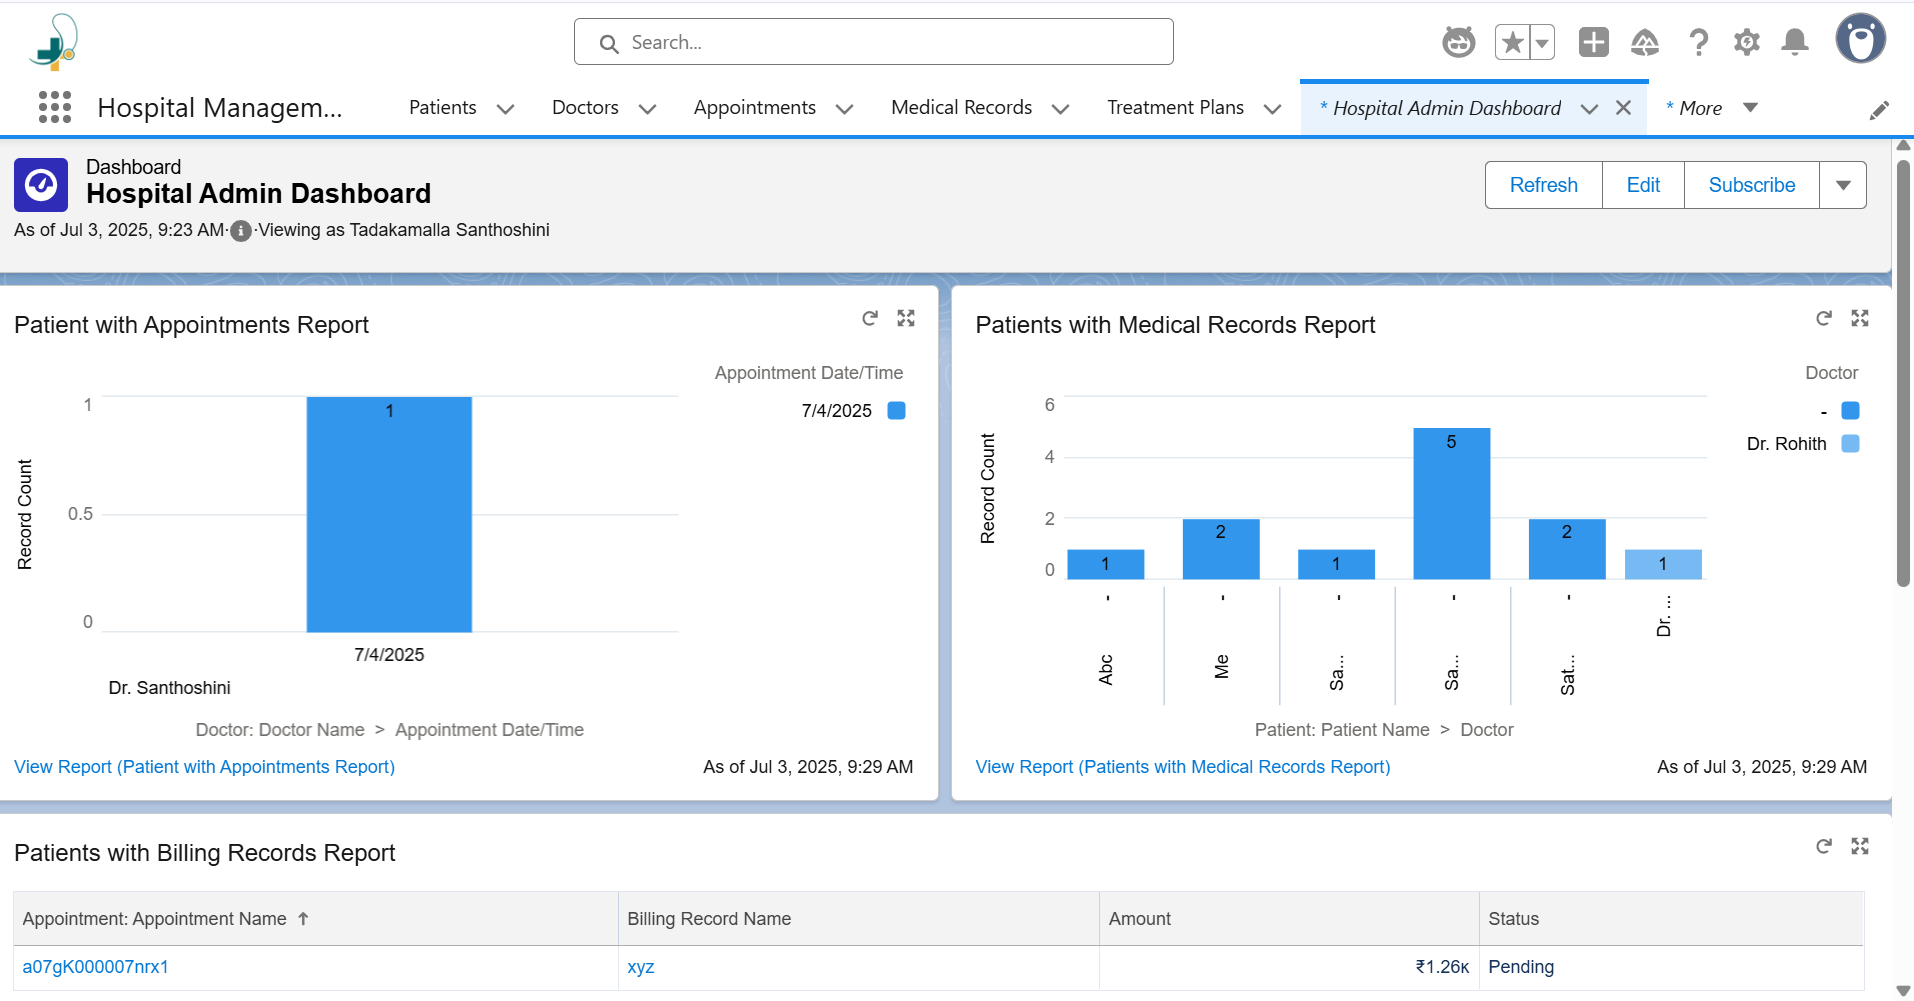 Search...
Hospital Managem...
Patients
Doctors
Appointments
Medical Records
Treatment Plans
* Hospital Admin Dashboard
* More
Dashboard
Hospital Admin Dashboard
As of Jul 3, 2025, 9:23 AM·i·Viewing as Tadakamalla Santhoshini
Refresh
Edit
Subscribe
Patient with Appointments Report
Appointment Date/Time
7/4/2025
Record Count
1
0.5
0
1
7/4/2025
Dr. Santhoshini
Doctor: Doctor Name > Appointment Date/Time
View Report (Patient with Appointments Report)
As of Jul 3, 2025, 9:29 AM
Patients with Medical Records Report
Doctor
-
Dr. Rohith
Record Count
6
4
2
0
1
2
1
5
2
1
-
-
-
-
-
Dr. ...
Abc
Me
Sa...
Sa...
Sat...
Patient: Patient Name > Doctor
View Report (Patients with Medical Records Report)
As of Jul 3, 2025, 9:29 AM
Patients with Billing Records Report
Appointment: Appointment Name ↑
Billing Record Name
Amount
Status
a07gK000007nrx1
xyz
₹1.26K
Pending